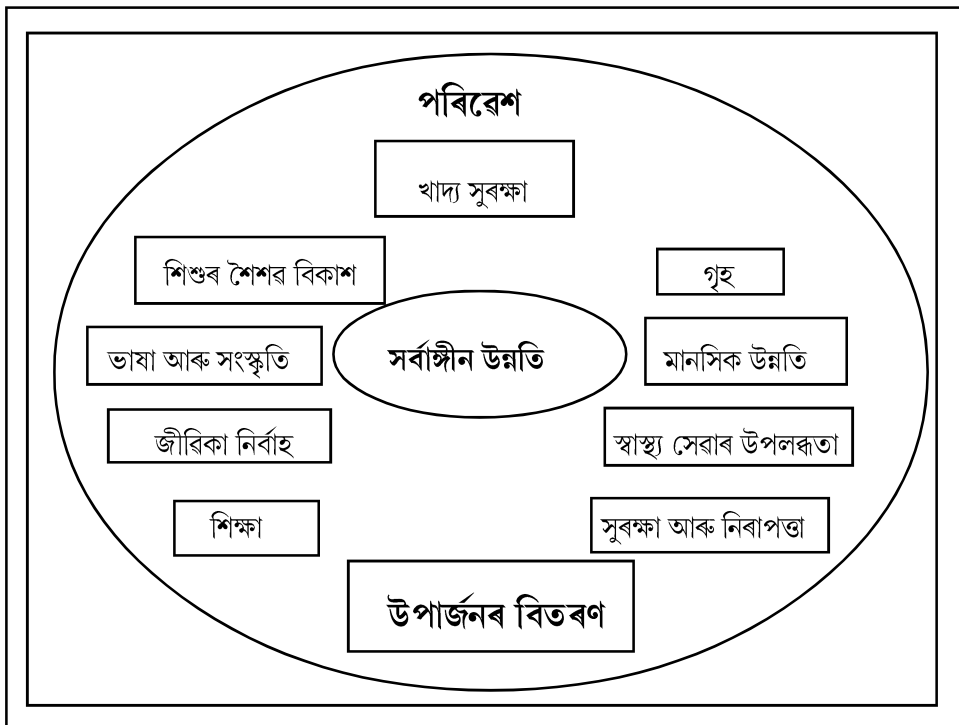 পৰিৱেশ
খাদ্য সুৰক্ষা
শিশুৰ শৈশৱ বিকাশ
গৃহ
ভাষা আৰু সংস্কৃতি
সৰ্বাঙ্গীন উন্নতি
মানসিক উন্নতি
জীৱিকা নিৰ্বাহ
স্বাস্থ্য সেৱাৰ উপলব্ধতা
শিক্ষা
সুৰক্ষা আৰু নিৰাপত্তা
উপাৰ্জনৰ বিতৰণ